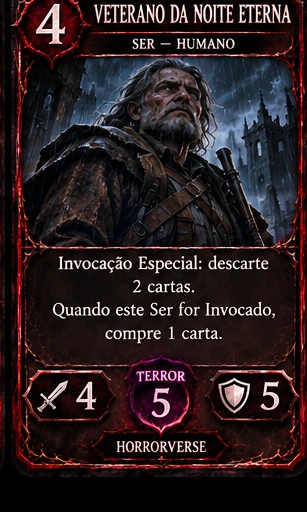 4
VETERANO DA NOITE ETERNA
SER — HUMANO
Invocação Especial: descarte
2 cartas.
Quando este Ser for Invocado,
compre 1 carta.
4
TERROR
5
5
HORRORVERSE